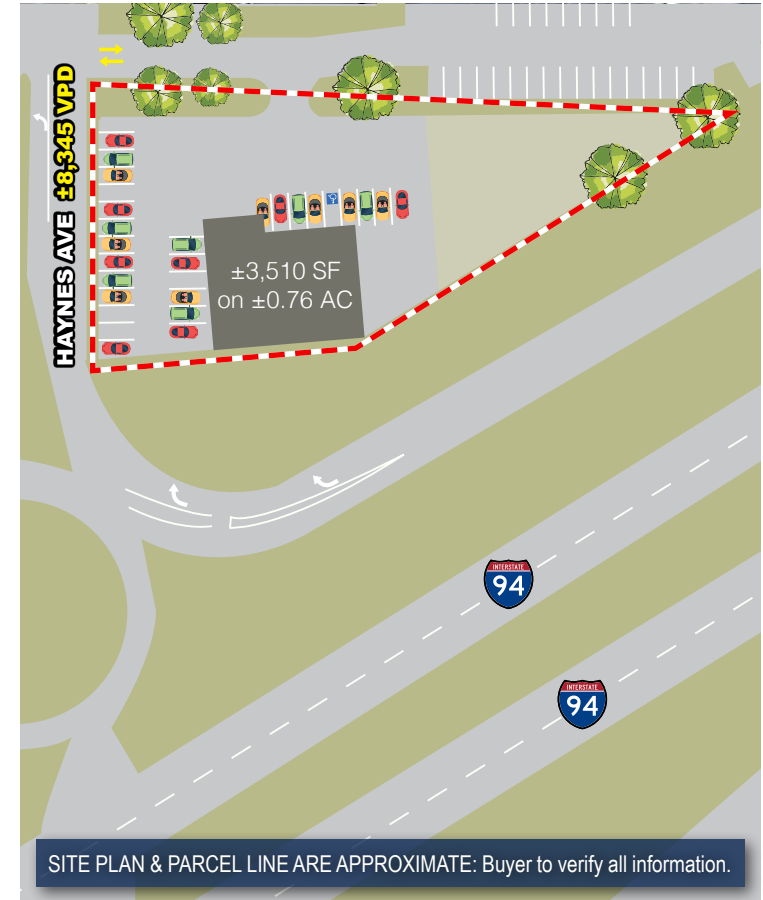 HAYNES AVE ±8,345 VPD
±3,510 SF
on ±0.76 AC
INTERSTATE
94
INTERSTATE
94
SITE PLAN & PARCEL LINE ARE APPROXIMATE: Buyer to verify all information.